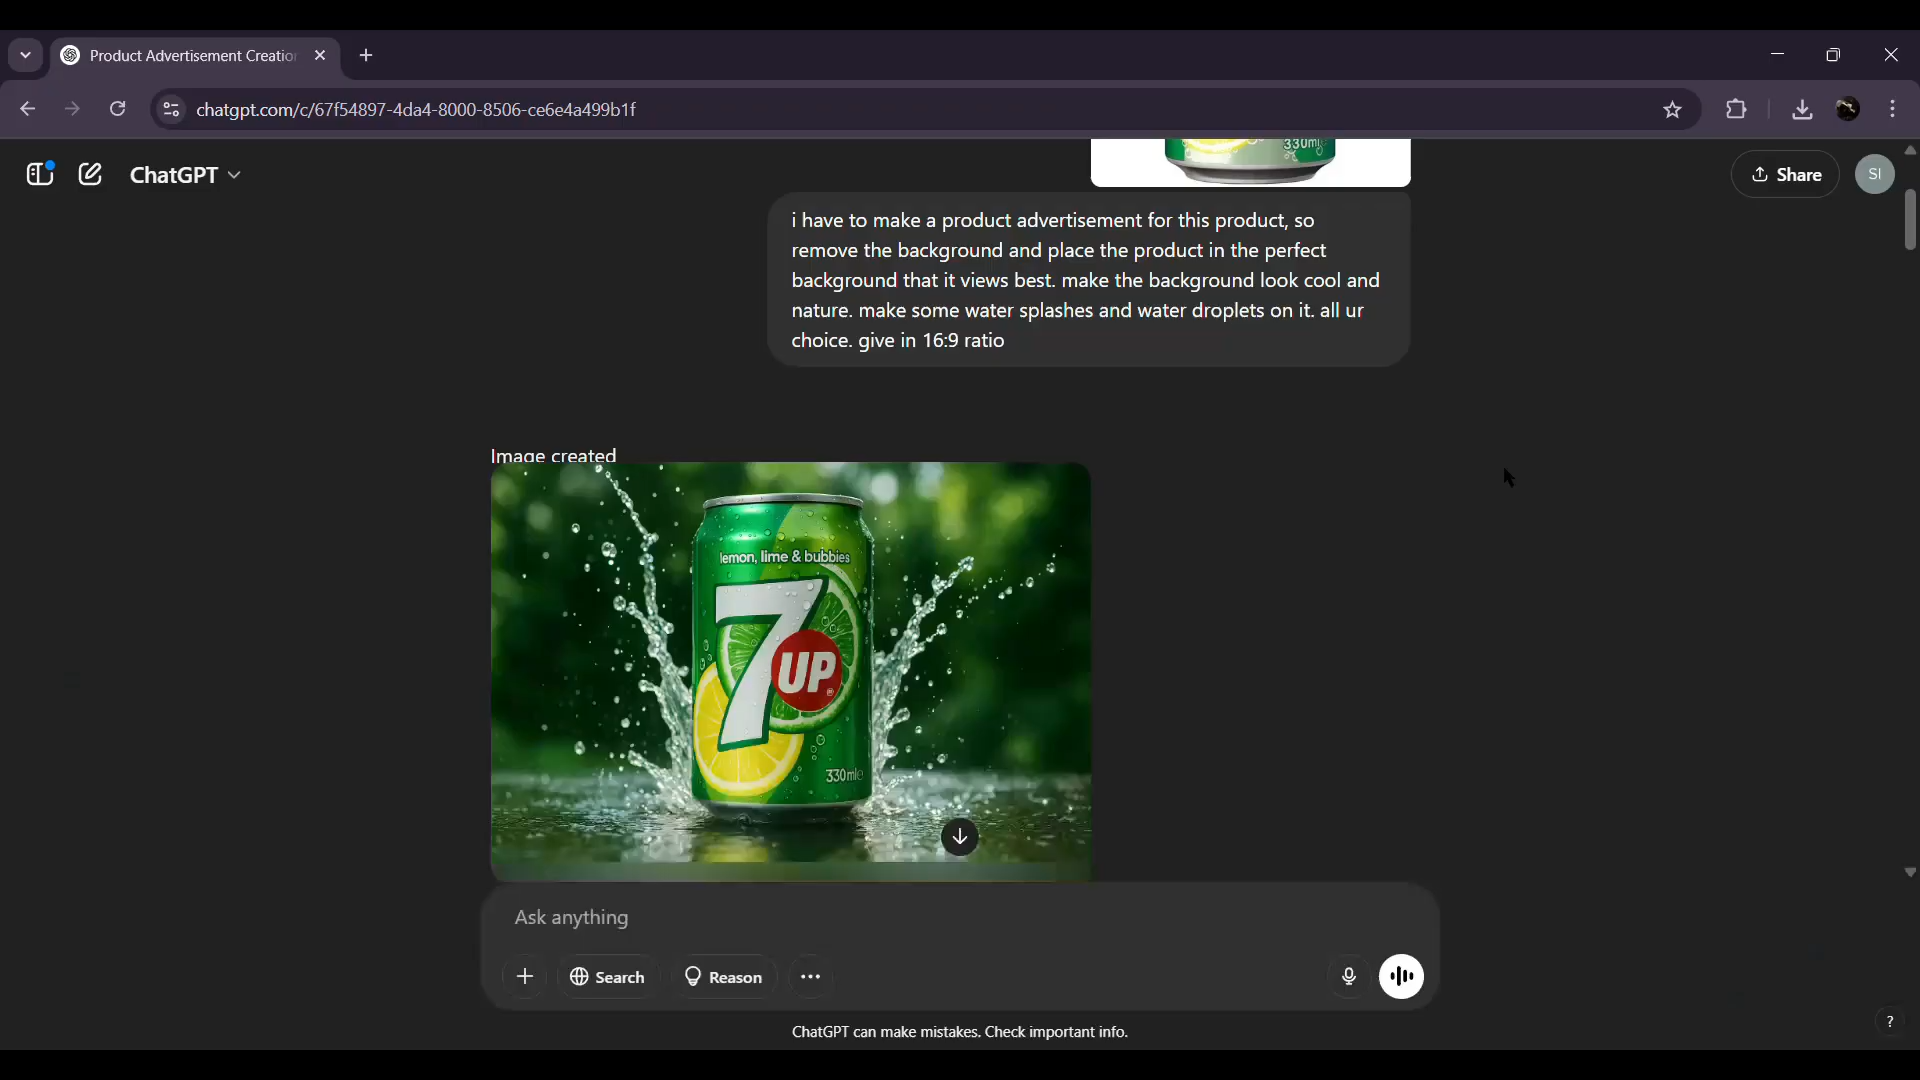 Product Advertisement Creation
chatgpt.com/c/67f54897-4da4-8000-8506-ce6e4a499b1f
ChatGPT
Share
SI
330ml
i have to make a product advertisement for this product, so
remove the background and place the product in the perfect
background that it views best. make the background look cool and
nature. make some water splashes and water droplets on it. all ur
choice. give in 16:9 ratio
Image created
lemon, lime & bubbies
7
UP
330mle
Ask anything
Search
Reason
ChatGPT can make mistakes. Check important info.
?